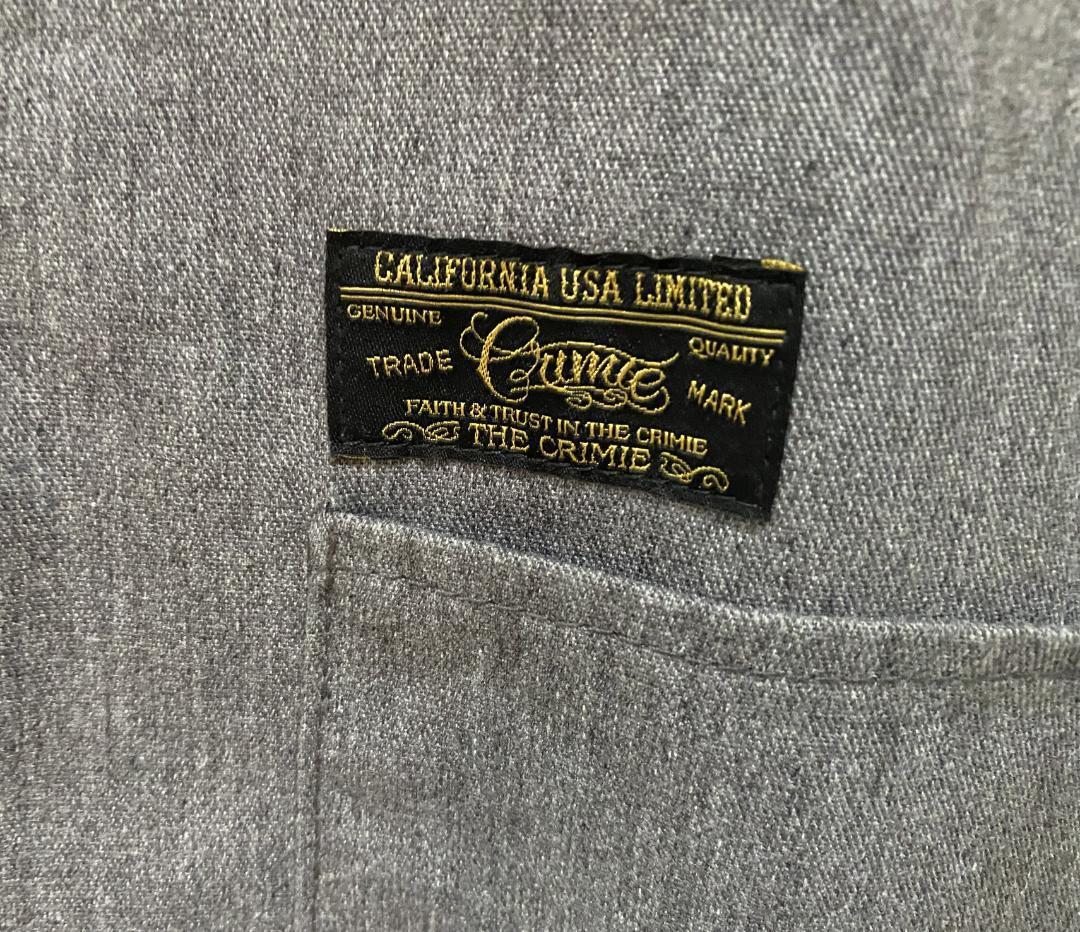 CALIFORNIA USA LIMITED
GENUINE QUALITY
TRADE Crimie MARK
FAITH & TRUST IN THE CRIMIE
THE CRIMIE